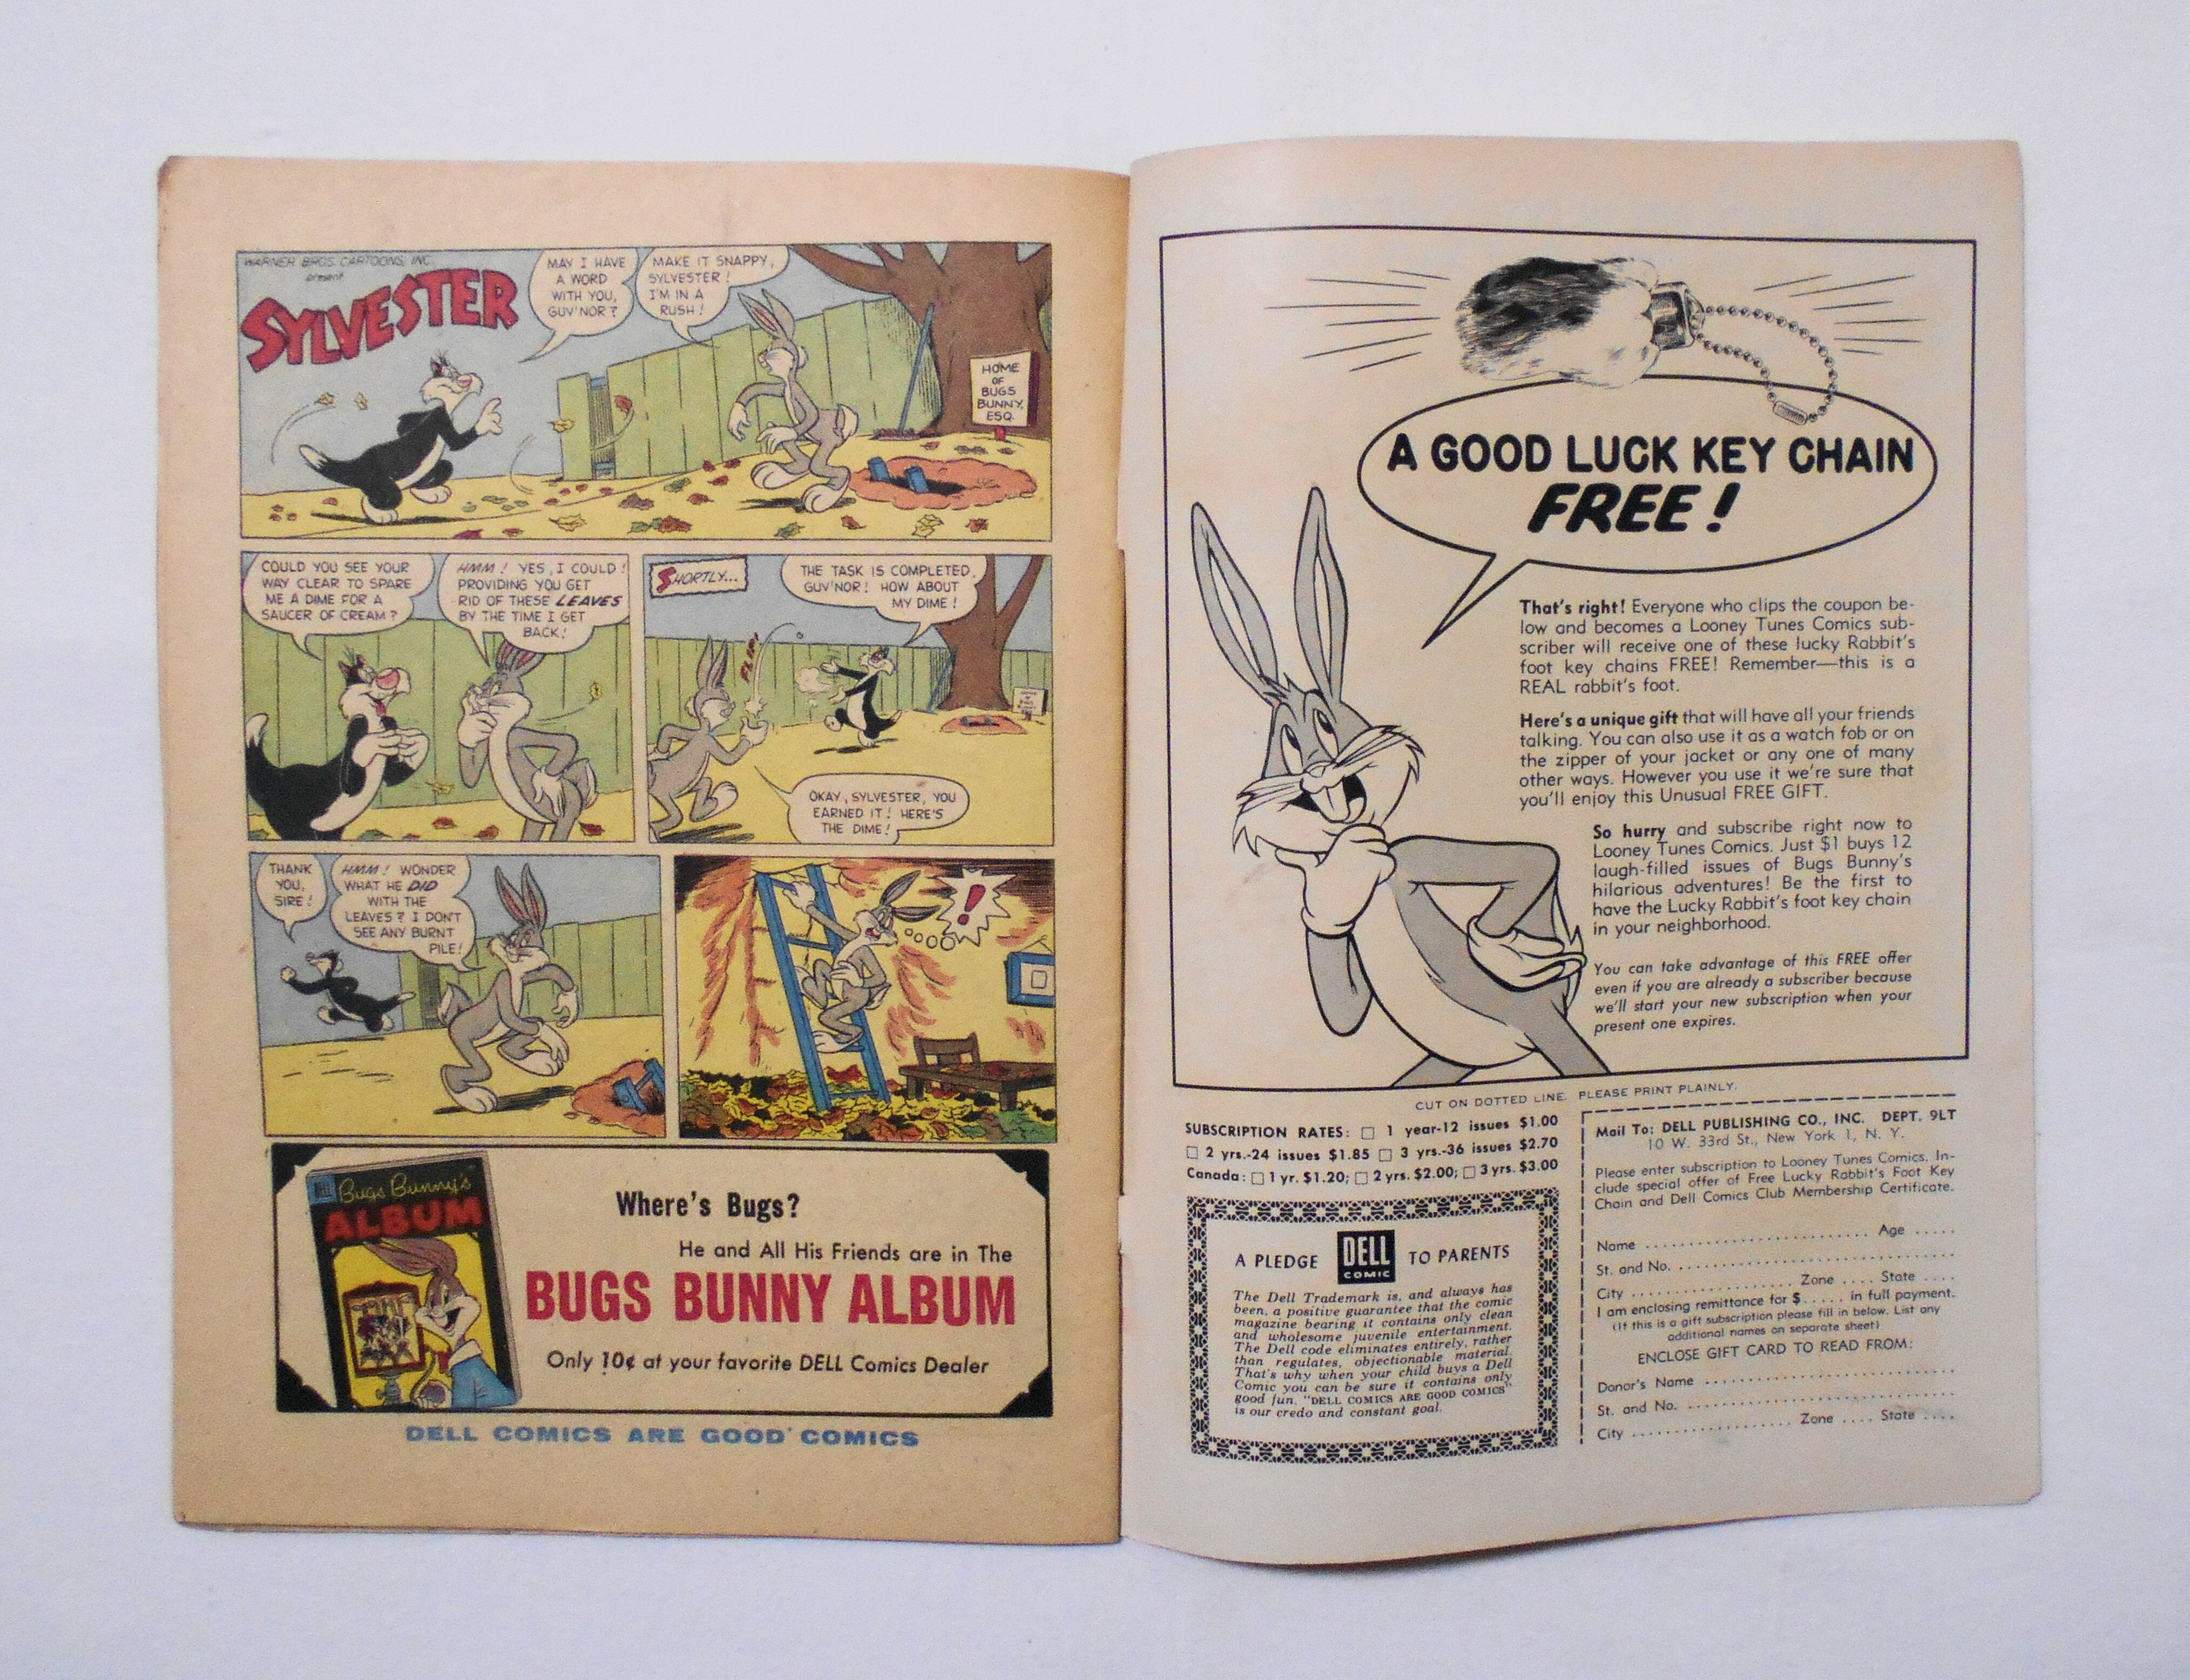 WARNER BROS. CARTOONS, INC.
present
SYLVESTER
MAY I HAVE
A WORD
WITH YOU,
GUV'NOR?
MAKE IT SNAPPY,
SYLVESTER!
I'M IN A
RUSH!
HOME
OF
BUGS
BUNNY,
ESQ.
COULD YOU SEE YOUR
WAY CLEAR TO SPARE
ME A DIME FOR A
SAUCER OF CREAM?
HMM! YES, I COULD!
PROVIDING YOU GET
RID OF THESE LEAVES
BY THE TIME I GET
BACK!
SHORTLY...
THE TASK IS COMPLETED,
GUV'NOR! HOW ABOUT
MY DIME!
FLIP!
OKAY, SYLVESTER, YOU
EARNED IT! HERE'S
THE DIME!
THANK
YOU,
SIRE!
HMM! WONDER
WHAT HE DID
WITH THE
LEAVES? I DON'T
SEE ANY BURNT
PILE!
!
DELL
Bugs Bunny's
ALBUM
Where's Bugs?
He and All His Friends are in The
BUGS BUNNY ALBUM
Only 10¢ at your favorite DELL Comics Dealer
DELL COMICS ARE GOOD COMICS
A GOOD LUCK KEY CHAIN
FREE!
That's right! Everyone who clips the coupon be-
low and becomes a Looney Tunes Comics sub-
scriber will receive one of these lucky Rabbit's
foot key chains FREE! Remember—this is a
REAL rabbit's foot.
Here's a unique gift that will have all your friends
talking. You can also use it as a watch fob or on
the zipper of your jacket or any one of many
other ways. However you use it we're sure that
you'll enjoy this Unusual FREE GIFT.
So hurry and subscribe right now to
Looney Tunes Comics. Just $1 buys 12
laugh-filled issues of Bugs Bunny's
hilarious adventures! Be the first to
have the Lucky Rabbit's foot key chain
in your neighborhood.
You can take advantage of this FREE offer
even if you are already a subscriber because
we'll start your new subscription when your
present one expires.
CUT ON DOTTED LINE. PLEASE PRINT PLAINLY.
SUBSCRIPTION RATES: □ 1 year-12 issues $1.00
□ 2 yrs.-24 issues $1.85 □ 3 yrs.-36 issues $2.70
Canada: □ 1 yr. $1.20; □ 2 yrs. $2.00; □ 3 yrs. $3.00
A PLEDGE DELL COMIC TO PARENTS
The Dell Trademark is, and always has
been, a positive guarantee that the comic
magazine bearing it contains only clean
and wholesome juvenile entertainment.
The Dell code eliminates entirely, rather
than regulates, objectionable material.
That's why when your child buys a Dell
Comic you can be sure it contains only
good fun. "DELL COMICS ARE GOOD COMICS"
is our credo and constant goal.
Mail To: DELL PUBLISHING CO., INC. DEPT. 9LT
10 W. 33rd St., New York 1, N. Y.
Please enter subscription to Looney Tunes Comics. In-
clude special offer of Free Lucky Rabbit's Foot Key
Chain and Dell Comics Club Membership Certificate.
Name .............................. Age .....
St. and No. ..............................
City ...................... Zone .... State ....
I am enclosing remittance for $ ..... in full payment.
(If this is a gift subscription please fill in below. List any
additional names on separate sheet)
ENCLOSE GIFT CARD TO READ FROM:
Donor's Name ..............................
St. and No. ..............................
City ...................... Zone .... State ....